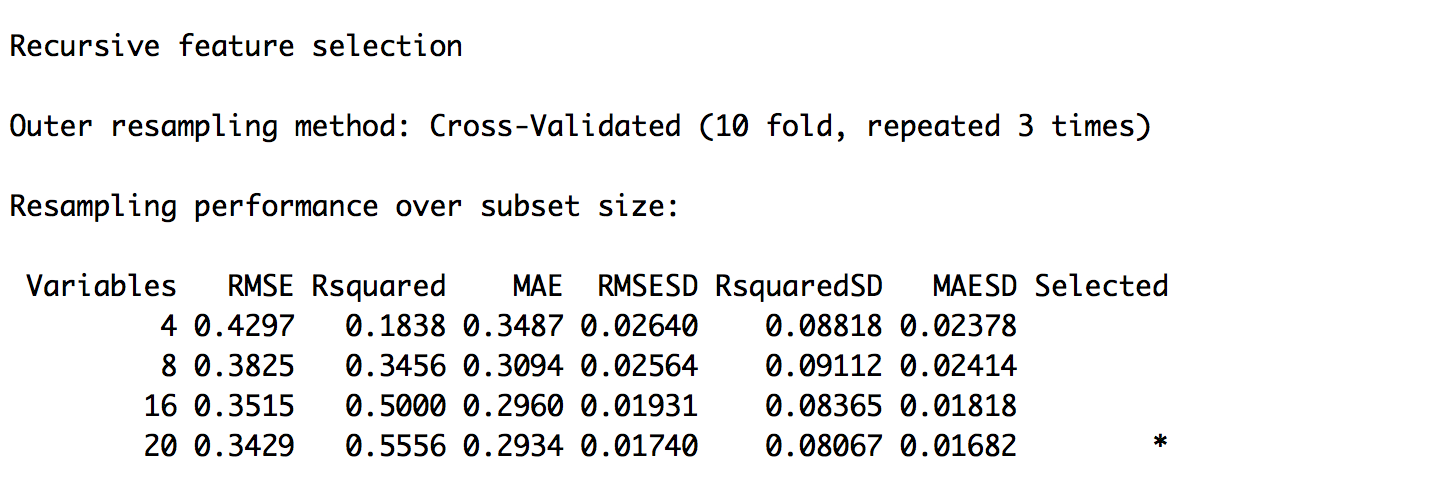 Recursive feature selection
Outer resampling method: Cross-Validated (10 fold, repeated 3 times)
Resampling performance over subset size:
Variables RMSE Rsquared MAE RMSESD RsquaredSD MAESD Selected
4 0.4297 0.1838 0.3487 0.02640 0.08818 0.02378
8 0.3825 0.3456 0.3094 0.02564 0.09112 0.02414
16 0.3515 0.5000 0.2960 0.01931 0.08365 0.01818
20 0.3429 0.5556 0.2934 0.01740 0.08067 0.01682 *